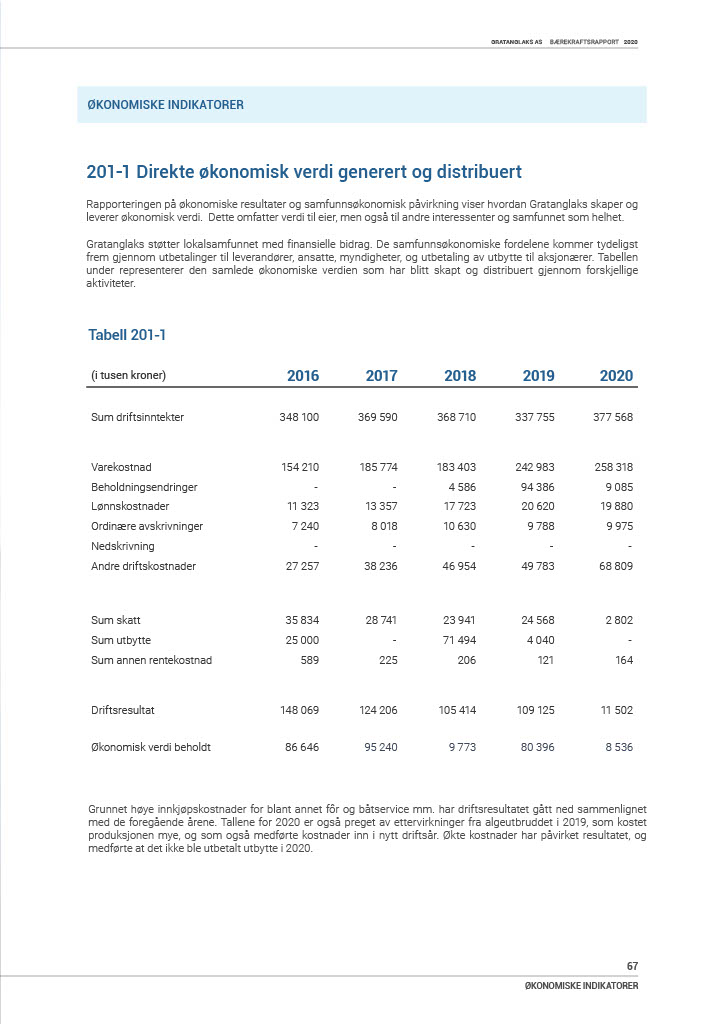 GRATANGLAKS AS BÆREKRAFTSRAPPORT 2020
ØKONOMISKE INDIKATORER
201-1 Direkte økonomisk verdi generert og distribuert
Rapporteringen på økonomiske resultater og samfunnsøkonomisk påvirkning viser hvordan Gratanglaks skaper og
leverer økonomisk verdi. Dette omfatter verdi til eier, men også til andre interessenter og samfunnet som helhet.
Gratanglaks støtter lokalsamfunnet med finansielle bidrag. De samfunnsøkonomiske fordelene kommer tydeligst
frem gjennom utbetalinger til leverandører, ansatte, myndigheter, og utbetaling av utbytte til aksjonærer. Tabellen
under representerer den samlede økonomiske verdien som har blitt skapt og distribuert gjennom forskjellige
aktiviteter.
Tabell 201-1
(i tusen kroner) 2016 2017 2018 2019 2020
Sum driftsinntekter 348 100 369 590 368 710 337 755 377 568
Varekostnad 154 210 185 774 183 403 242 983 258 318
Beholdningsendringer - - 4 586 94 386 9 085
Lønnskostnader 11 323 13 357 17 723 20 620 19 880
Ordinære avskrivninger 7 240 8 018 10 630 9 788 9 975
Nedskrivning - - - - -
Andre driftskostnader 27 257 38 236 46 954 49 783 68 809
Sum skatt 35 834 28 741 23 941 24 568 2 802
Sum utbytte 25 000 - 71 494 4 040 -
Sum annen rentekostnad 589 225 206 121 164
Driftsresultat 148 069 124 206 105 414 109 125 11 502
Økonomisk verdi beholdt 86 646 95 240 9 773 80 396 8 536
Grunnet høye innkjøpskostnader for blant annet fôr og båtservice mm. har driftsresultatet gått ned sammenlignet
med de foregående årene. Tallene for 2020 er også preget av ettervirkninger fra algeutbruddet i 2019, som kostet
produksjonen mye, og som også medførte kostnader inn i nytt driftsår. Økte kostnader har påvirket resultatet, og
medførte at det ikke ble utbetalt utbytte i 2020.
67
ØKONOMISKE INDIKATORER